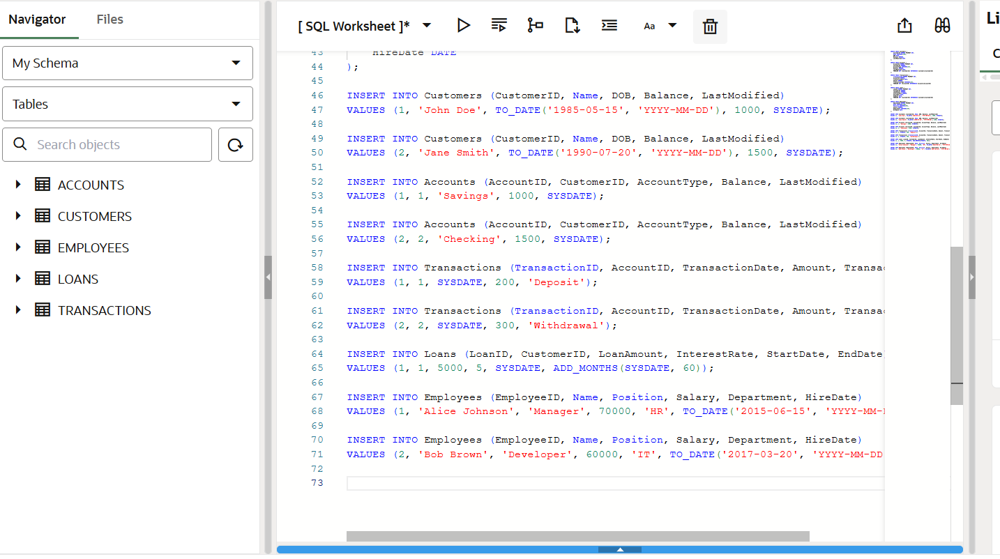 Navigator
Files
My Schema
Tables
Search objects
ACCOUNTS
CUSTOMERS
EMPLOYEES
LOANS
TRANSACTIONS
[ SQL Worksheet ]*
Aa
43 HireDate DATE
44 );
45
46 INSERT INTO Customers (CustomerID, Name, DOB, Balance, LastModified)
47 VALUES (1, 'John Doe', TO_DATE('1985-05-15', 'YYYY-MM-DD'), 1000, SYSDATE);
48
49 INSERT INTO Customers (CustomerID, Name, DOB, Balance, LastModified)
50 VALUES (2, 'Jane Smith', TO_DATE('1990-07-20', 'YYYY-MM-DD'), 1500, SYSDATE);
51
52 INSERT INTO Accounts (AccountID, CustomerID, AccountType, Balance, LastModified)
53 VALUES (1, 1, 'Savings', 1000, SYSDATE);
54
55 INSERT INTO Accounts (AccountID, CustomerID, AccountType, Balance, LastModified)
56 VALUES (2, 2, 'Checking', 1500, SYSDATE);
57
58 INSERT INTO Transactions (TransactionID, AccountID, TransactionDate, Amount, Transac
59 VALUES (1, 1, SYSDATE, 200, 'Deposit');
60
61 INSERT INTO Transactions (TransactionID, AccountID, TransactionDate, Amount, Transac
62 VALUES (2, 2, SYSDATE, 300, 'Withdrawal');
63
64 INSERT INTO Loans (LoanID, CustomerID, LoanAmount, InterestRate, StartDate, EndDate
65 VALUES (1, 1, 5000, 5, SYSDATE, ADD_MONTHS(SYSDATE, 60));
66
67 INSERT INTO Employees (EmployeeID, Name, Position, Salary, Department, HireDate)
68 VALUES (1, 'Alice Johnson', 'Manager', 70000, 'HR', TO_DATE('2015-06-15', 'YYYY-MM-
69
70 INSERT INTO Employees (EmployeeID, Name, Position, Salary, Department, HireDate)
71 VALUES (2, 'Bob Brown', 'Developer', 60000, 'IT', TO_DATE('2017-03-20', 'YYYY-MM-DD
72
73
Li